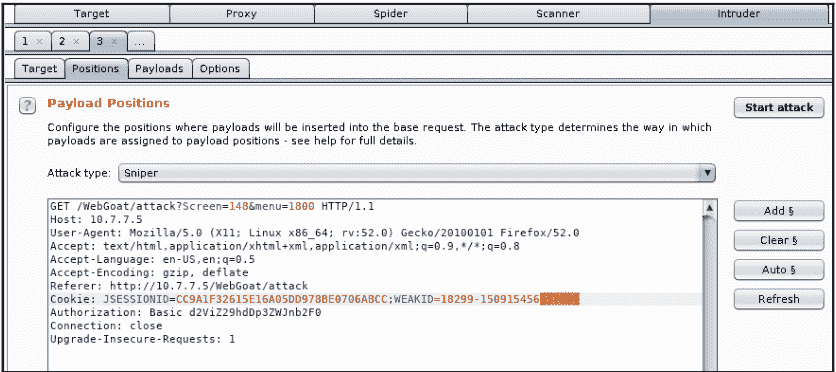 Target Proxy Spider Scanner Intruder
1 × 2 × 3 × ...
Target Positions Payloads Options
? Payload Positions
Start attack
Configure the positions where payloads will be inserted into the base request. The attack type determines the way in which
payloads are assigned to payload positions - see help for full details.
Attack type: Sniper
GET /WebGoat/attack?Screen=148&menu=1800 HTTP/1.1
Host: 10.7.7.5
User-Agent: Mozilla/5.0 (X11; Linux x86_64; rv:52.0) Gecko/20100101 Firefox/52.0
Accept: text/html,application/xhtml+xml,application/xml;q=0.9,*/*;q=0.8
Accept-Language: en-US,en;q=0.5
Accept-Encoding: gzip, deflate
Referer: http://10.7.7.5/WebGoat/attack
Cookie: JSESSIONID=CC9A1F32615E16A05DD978BE0706ABCC;WEAKID=18299-150915456
Authorization: Basic d2ViZ29hdDp3ZWJnb2F0
Connection: close
Upgrade-Insecure-Requests: 1
Add §
Clear §
Auto §
Refresh